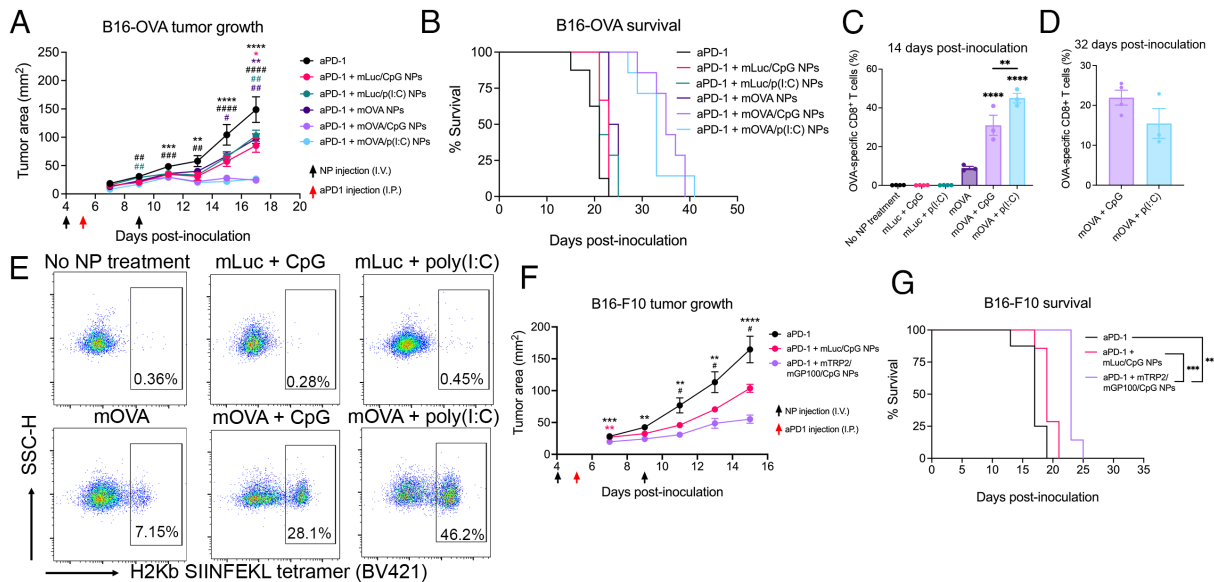 A
B16-OVA tumor growth
Tumor area (mm²)
250
200
150
100
50
0
4 6 8 10 12 14 16 18 20
Days post-inoculation
## 
##
***
###
**
##
****
####
#
****
*
**
####
##
##
aPD-1
aPD-1 + mLuc/CpG NPs
aPD-1 + mLuc/p(I:C) NPs
aPD-1 + mOVA NPs
aPD-1 + mOVA/CpG NPs
aPD-1 + mOVA/p(I:C) NPs
NP injection (I.V.)
aPD1 injection (I.P.)
B
B16-OVA survival
% Survival
100
75
50
25
0
0 10 20 30 40 50
Days post-inoculation
aPD-1
aPD-1 + mLuc/CpG NPs
aPD-1 + mLuc/p(I:C) NPs
aPD-1 + mOVA NPs
aPD-1 + mOVA/CpG NPs
aPD-1 + mOVA/p(I:C) NPs
C
14 days post-inoculation
OVA-specific CD8⁺ T cells (%)
60
40
20
0
****
**
****
No NP treatment
mLuc + CpG
mLuc + p(I:C)
mOVA
mOVA + CpG
mOVA + p(I:C)
D
32 days post-inoculation
OVA-specific CD8+ T cells (%)
40
30
20
10
0
mOVA + CpG
mOVA + p(I:C)
E
No NP treatment
mLuc + CpG
mLuc + poly(I:C)
0.36%
0.28%
0.45%
mOVA
mOVA + CpG
mOVA + poly(I:C)
7.15%
28.1%
46.2%
SSC-H
H2Kb SIINFEKL tetramer (BV421)
F
B16-F10 tumor growth
Tumor area (mm²)
200
150
100
50
0
4 6 8 10 12 14 16
Days post-inoculation
***
**
**
**
#
**
#
****
#
aPD-1
aPD-1 + mLuc/CpG NPs
aPD-1 + mTRP2/
mGP100/CpG NPs
NP injection (I.V.)
aPD1 injection (I.P.)
G
B16-F10 survival
% Survival
100
75
50
25
0
0 5 10 15 20 25 30 35
Days post-inoculation
aPD-1
aPD-1 +
mLuc/CpG NPs
aPD-1 + mTRP2/
mGP100/CpG NPs
***
**